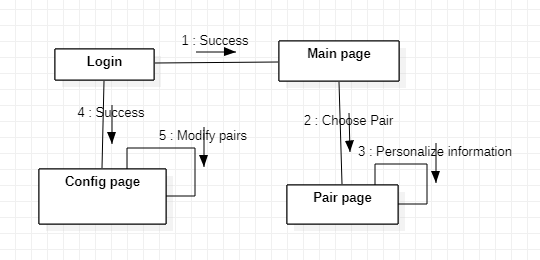 1 : Success
Login
Main page
4 : Success
2 : Choose Pair
5 : Modify pairs
3 : Personalize information
Config page
Pair page